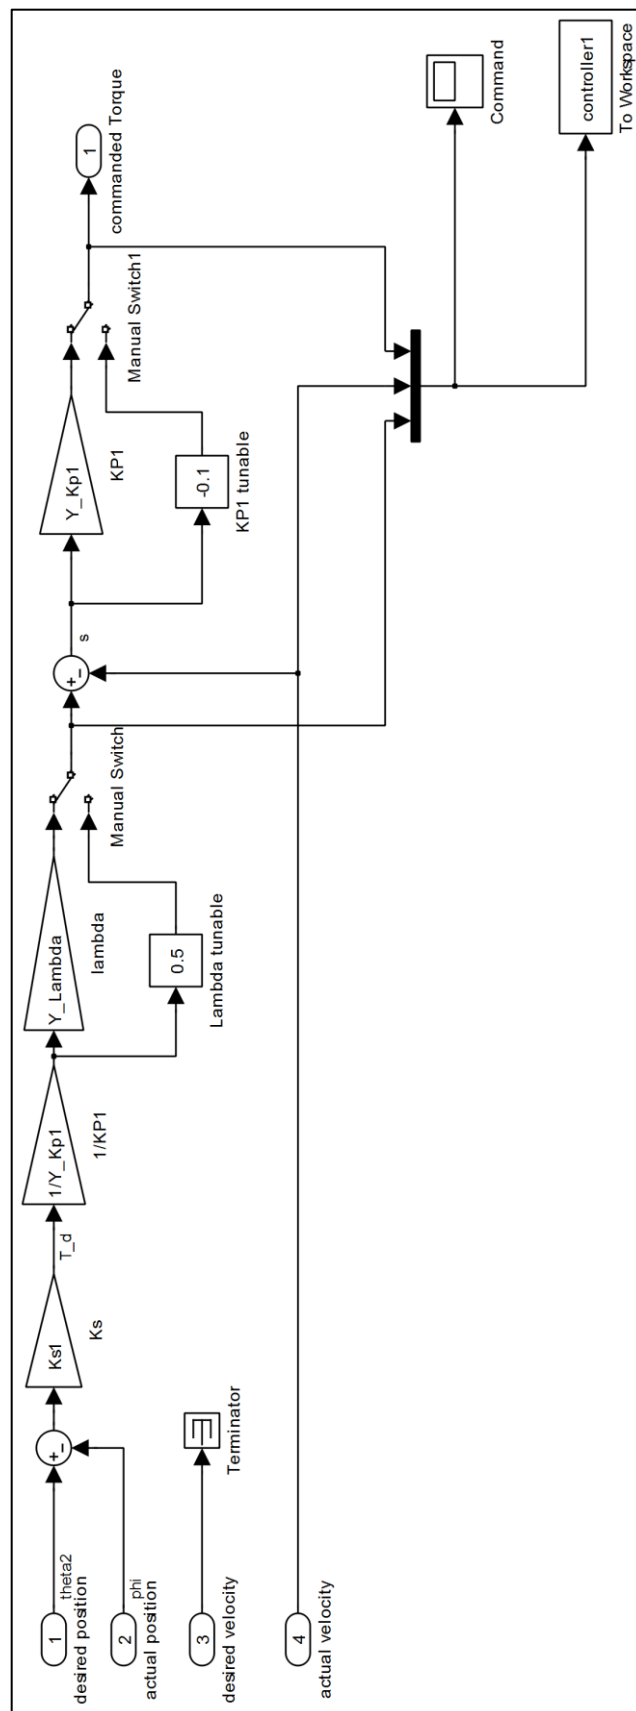 1
theta2
desired position
2
phi
actual position
3
desired velocity
4
actual velocity
+
−
Ks1
Ks
T_d
1/Y_Kp1
1/KP1
Y_Lambda
lambda
0.5
Lambda tunable
Manual Switch
+
−
s
Y_Kp1
KP1
-0.1
KP1 tunable
Manual Switch1
1
commanded Torque
Terminator
Command
controller1
To Workspace